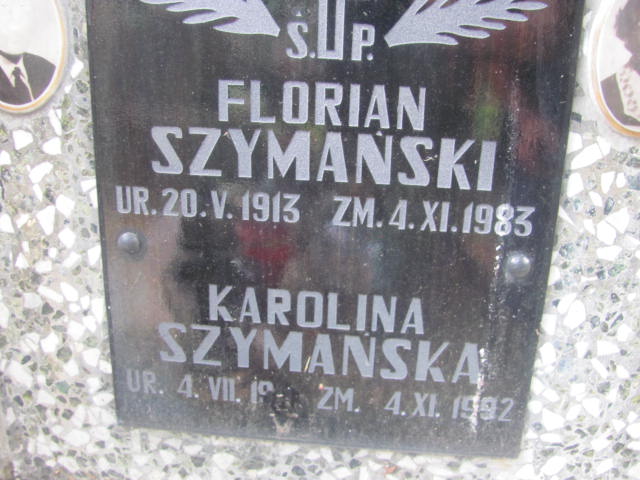 Ś.P.
FLORIAN
SZYMAŃSKI
UR. 20.V. 1913 ZM. 4. XI. 1983
KAROLINA
SZYMAŃSKA
UR. 4. VII. ZM. 4. XI. 1992